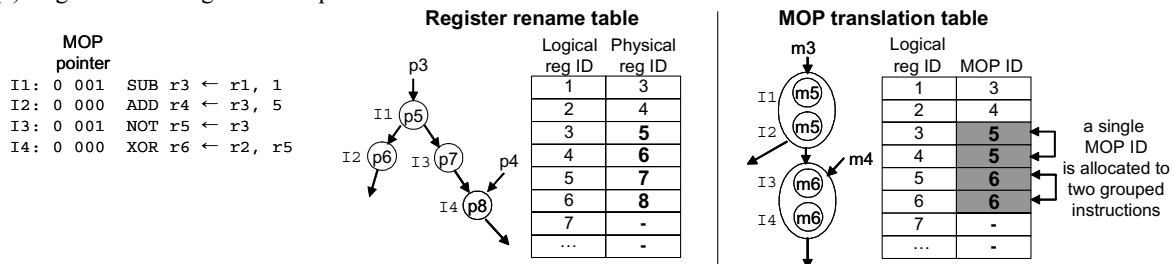 Register rename table
MOP translation table
MOP
pointer
I1: 0 001 SUB r3 ← r1, 1
I2: 0 000 ADD r4 ← r3, 5
I3: 0 001 NOT r5 ← r3
I4: 0 000 XOR r6 ← r2, r5
p3
I1 p5
I2 p6
I3 p7
p4
I4 p8
Logical reg ID Physical reg ID
1 3
2 4
3 5
4 6
5 7
6 8
7 -
... -
m3
I1 m5
I2 m5
m4
I3 m6
I4 m6
Logical reg ID MOP ID
1 3
2 4
3 5
4 5
5 6
6 6
7 -
... -
a single
MOP ID
is allocated to
two grouped
instructions